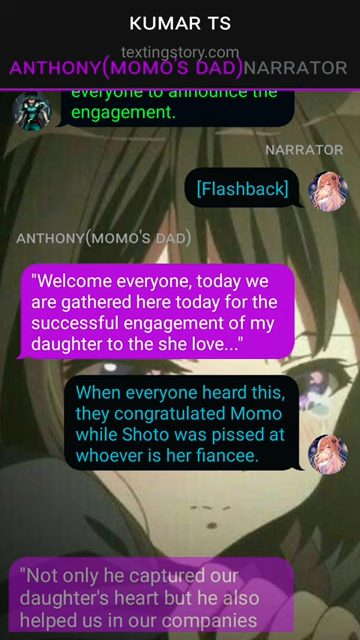 KUMAR TS
textingstory.com
ANTHONY(MOMO'S DAD)NARRATOR
everyone to announce the
engagement.
NARRATOR
[Flashback]
ANTHONY(MOMO'S DAD)
"Welcome everyone, today we
are gathered here today for the
successful engagement of my
daughter to the she love..."
When everyone heard this,
they congratulated Momo
while Shoto was pissed at
whoever is her fiancee.
"Not only he captured our
daughter's heart but he also
helped us in our companies